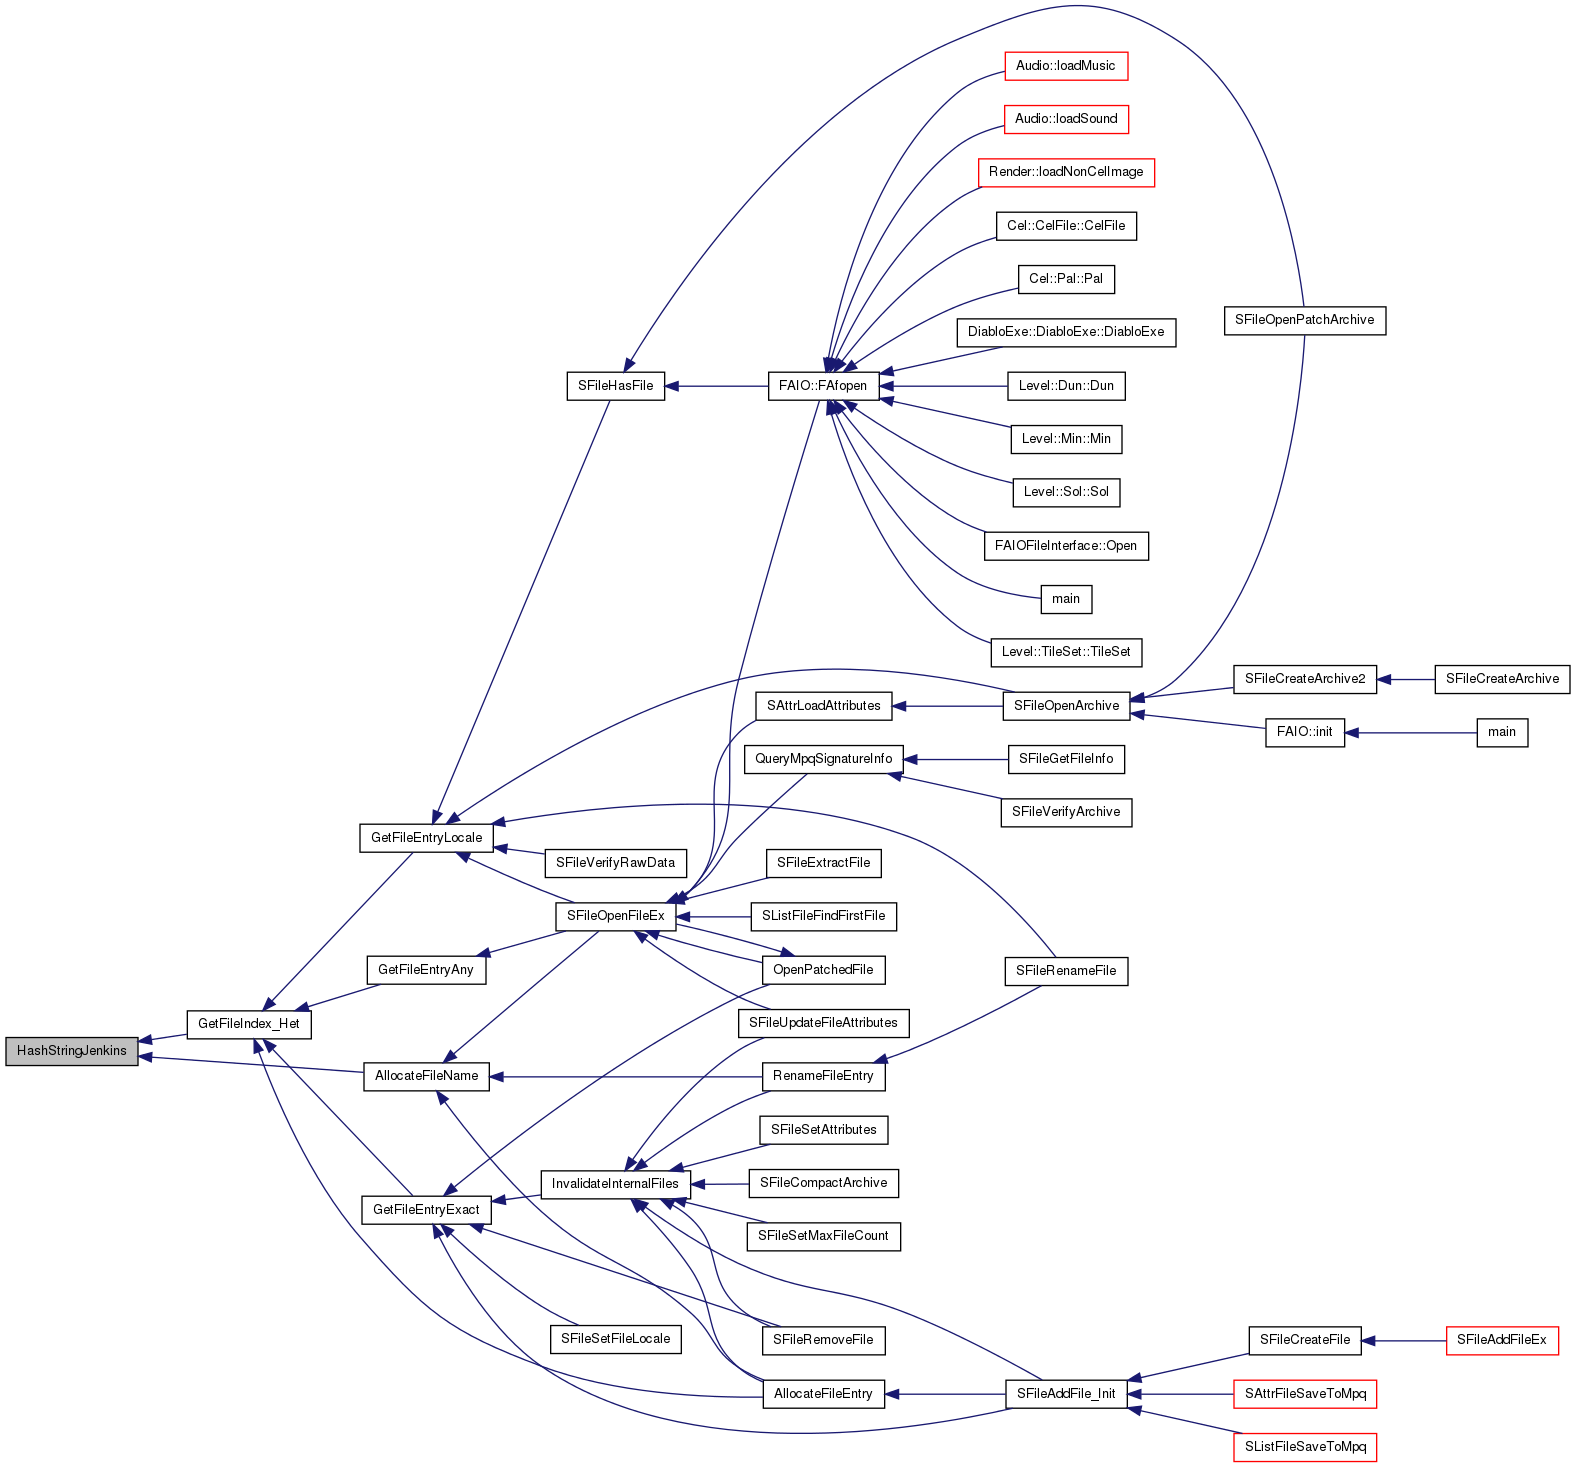 Audio::loadMusic
Audio::loadSound
Render::loadNonCelImage
Cel::CelFile::CelFile
Cel::Pal::Pal
DiabloExe::DiabloExe::DiabloExe
SFileOpenPatchArchive
SFileHasFile
FAIO::FAfopen
Level::Dun::Dun
Level::Min::Min
Level::Sol::Sol
FAIOFileInterface::Open
main
Level::TileSet::TileSet
SFileCreateArchive2
SFileCreateArchive
SAttrLoadAttributes
SFileOpenArchive
FAIO::init
main
QueryMpqSignatureInfo
SFileGetFileInfo
SFileVerifyArchive
GetFileEntryLocale
SFileVerifyRawData
SFileExtractFile
SFileOpenFileEx
SListFileFindFirstFile
GetFileEntryAny
OpenPatchedFile
SFileRenameFile
GetFileIndex_Het
SFileUpdateFileAttributes
HashStringJenkins
AllocateFileName
RenameFileEntry
SFileSetAttributes
InvalidateInternalFiles
SFileCompactArchive
GetFileEntryExact
SFileSetMaxFileCount
SFileSetFileLocale
SFileRemoveFile
SFileCreateFile
SFileAddFileEx
AllocateFileEntry
SFileAddFile_Init
SAttrFileSaveToMpq
SListFileSaveToMpq